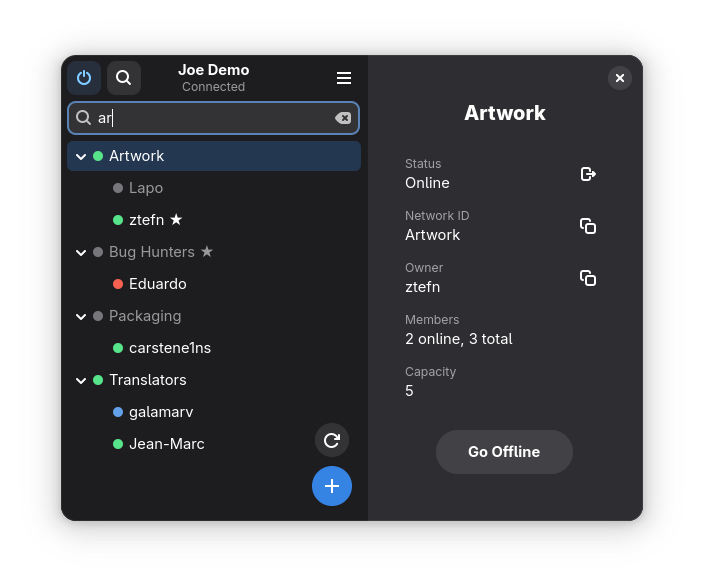 Joe Demo
Connected
ar
Artwork
Lapo
ztefn ★
Bug Hunters ★
Eduardo
Packaging
carstene1ns
Translators
galamarv
Jean-Marc
Artwork
Status
Online
Network ID
Artwork
Owner
ztefn
Members
2 online, 3 total
Capacity
5
Go Offline